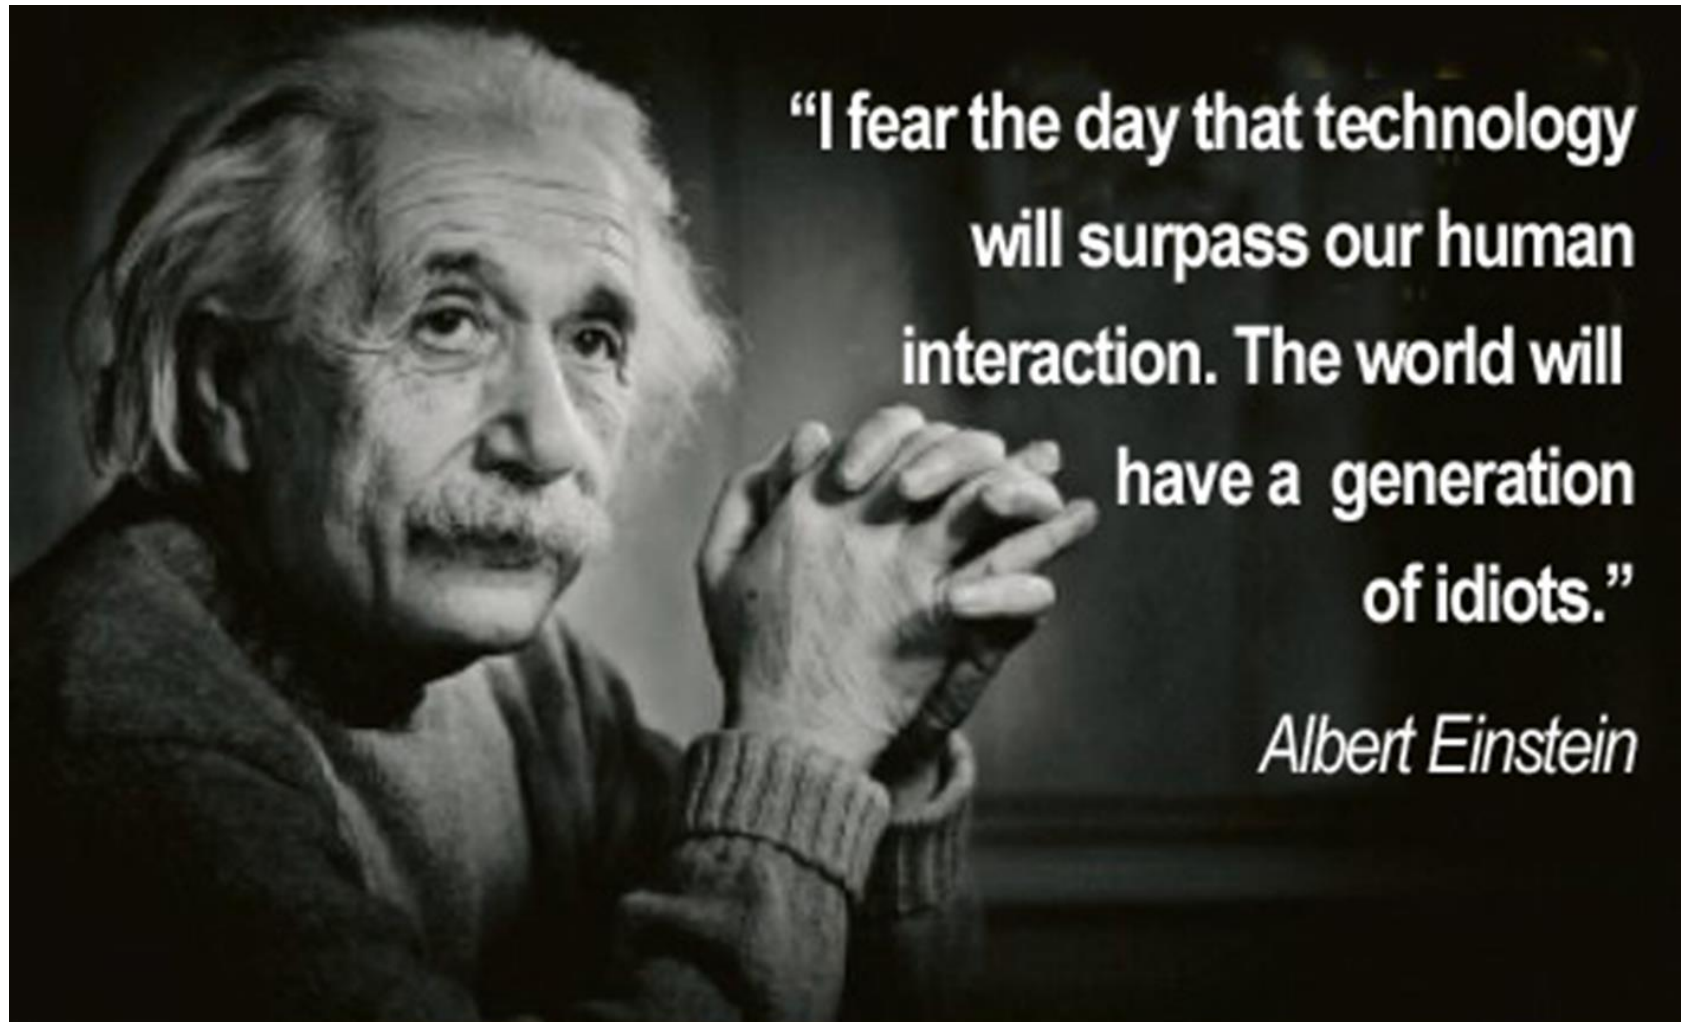 “I fear the day that technology
will surpass our human
interaction. The world will
have a  generation
of idiots.”
Albert Einstein